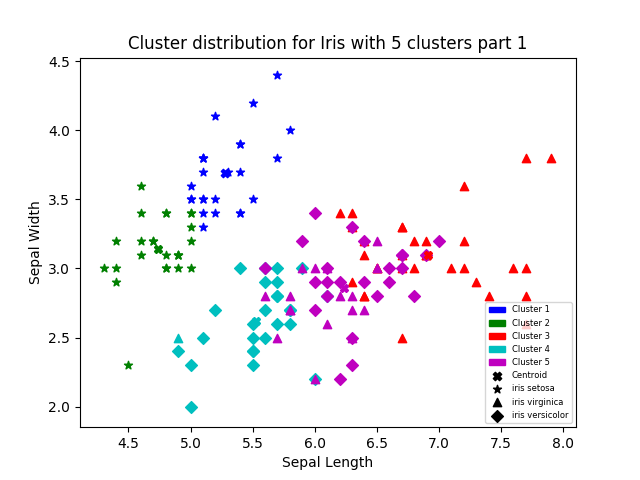 Cluster distribution for Iris with 5 clusters part 1
4.5
4.0
3.5
3.0
2.5
2.0
Sepal Width
4.5
5.0
5.5
6.0
6.5
7.0
7.5
8.0
Sepal Length
Cluster 1
Cluster 2
Cluster 3
Cluster 4
Cluster 5
Centroid
iris setosa
iris virginica
iris versicolor